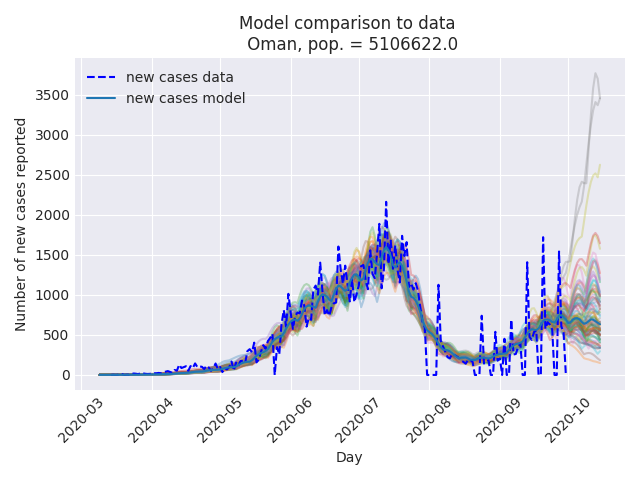 Model comparison to data
Oman, pop. = 5106622.0
new cases data
new cases model
Number of new cases reported
3500
3000
2500
2000
1500
1000
500
0
2020-03
2020-04
2020-05
2020-06
2020-07
2020-08
2020-09
2020-10
Day